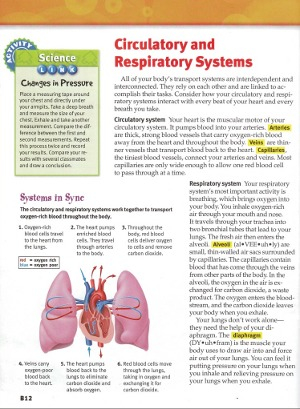 ACTIVITY
Science
LINK
Changes in Pressure
Place a measuring tape around
your chest and directly under
your armpits. Take a deep breath
and measure the size of your
chest. Exhale and take another
measurement. Compare the dif-
ference between the first and
second measurements. Repeat
this process twice and record
your results. Compare your re-
sults with several classmates
and draw a conclusion.
Circulatory and
Respiratory Systems
All of your body's transport systems are interdependent and
interconnected. They rely on each other and are linked to ac-
complish their tasks. Consider how your circulatory and respi-
ratory systems interact with every beat of your heart and every
breath you take.
Circulatory system Your heart is the muscular motor of your
circulatory system. It pumps blood into your arteries. Arteries
are thick, strong blood vessels that carry oxygen-rich blood
away from the heart and throughout the body. Veins are thin-
ner vessels that transport blood back to the heart. Capillaries,
the tiniest blood vessels, connect your arteries and veins. Most
capillaries are only wide enough to allow one red blood cell
to pass through at a time.
Systems in Sync
The circulatory and respiratory systems work together to transport
oxygen-rich blood throughout the body.
1. Oxygen-rich
blood cells travel
to the heart from
the lungs.
2. The heart pumps
enriched blood
cells. They travel
through arteries
to the body.
3. Throughout the
body, red blood
cells deliver oxygen
to cells and remove
carbon dioxide.
red = oxygen rich
blue = oxygen poor
4. Veins carry
oxygen-poor
blood back
to the heart.
5. The heart pumps
blood back to the
lungs to eliminate
carbon dioxide and
absorb oxygen.
6. Red blood cells move
through the lungs,
taking in oxygen and
exchanging it for
carbon dioxide.
Respiratory system Your respiratory
system's most important activity is
breathing, which brings oxygen into
your body. You inhale oxygen-rich
air through your mouth and nose.
It travels through your trachea into
two bronchial tubes that lead to your
lungs. The fresh air then enters the
alveoli. Alveoli (al•VEE•uh•ly) are
small, thin-walled air sacs surrounded
by capillaries. The capillaries contain
blood that has come through the veins
from other parts of the body. In the
alveoli, the oxygen in the air is ex-
changed for carbon dioxide, a waste
product. The oxygen enters the blood-
stream, and the carbon dioxide leaves
your body when you exhale.
Your lungs don't work alone—
they need the help of your di-
aphragm. The diaphragm
(DY•uh•fram) is the muscle your
body uses to draw air into and force
air out of your lungs. You can feel it
putting pressure on your lungs when
you inhale and relieving pressure on
your lungs when you exhale.
B12